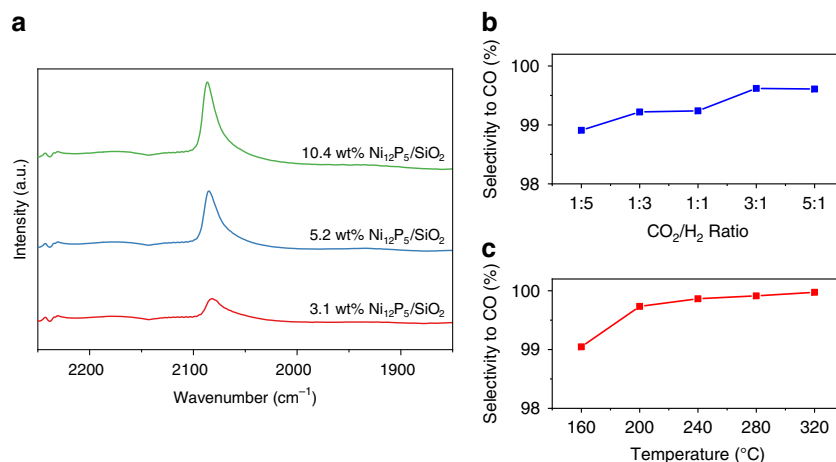 a
Intensity (a.u.)
10.4 wt% Ni₁₂P₅/SiO₂
5.2 wt% Ni₁₂P₅/SiO₂
3.1 wt% Ni₁₂P₅/SiO₂
2200 2100 2000 1900
Wavenumber (cm⁻¹)
b
Selectivity to CO (%)
100
99
98
1:5 1:3 1:1 3:1 5:1
CO₂/H₂ Ratio
c
Selectivity to CO (%)
100
99
98
160 200 240 280 320
Temperature (°C)